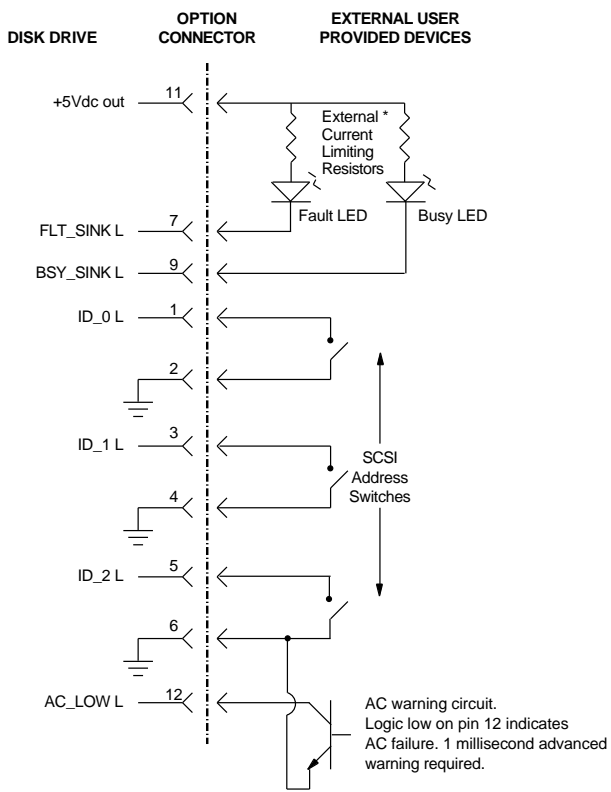 DISK DRIVE
OPTION
CONNECTOR
EXTERNAL USER
PROVIDED DEVICES
+5Vdc out
11
External *
Current
Limiting
Resistors
Fault LED
Busy LED
FLT_SINK L
7
BSY_SINK L
9
ID_0 L
1
2
ID_1 L
3
SCSI
Address
Switches
4
ID_2 L
5
6
AC_LOW L
12
AC warning circuit.
Logic low on pin 12 indicates
AC failure. 1 millisecond advanced
warning required.